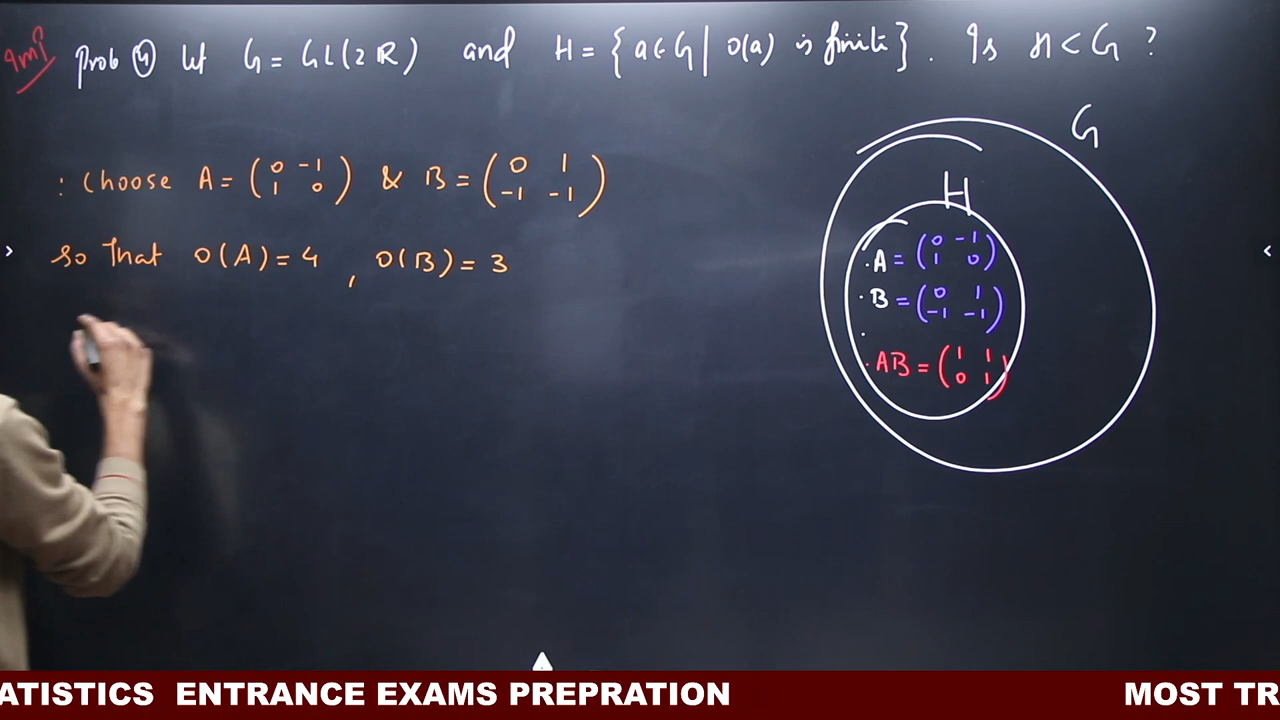 9mp
Prob ④ Let G = GL(2 R) and H = { a ∈ G | O(a) is finite } . Is H < G ?
G
: Choose A = ( 0 -1 1 0 ) & B = ( 0 1 -1 -1 )
H
so that O(A) = 4 , O(B) = 3
. A = ( 0 -1 1 0 )
. B = ( 0 1 -1 -1 )
. AB = ( 1 1 0 1 )
ATISTICS ENTRANCE EXAMS PREPRATION MOST TR